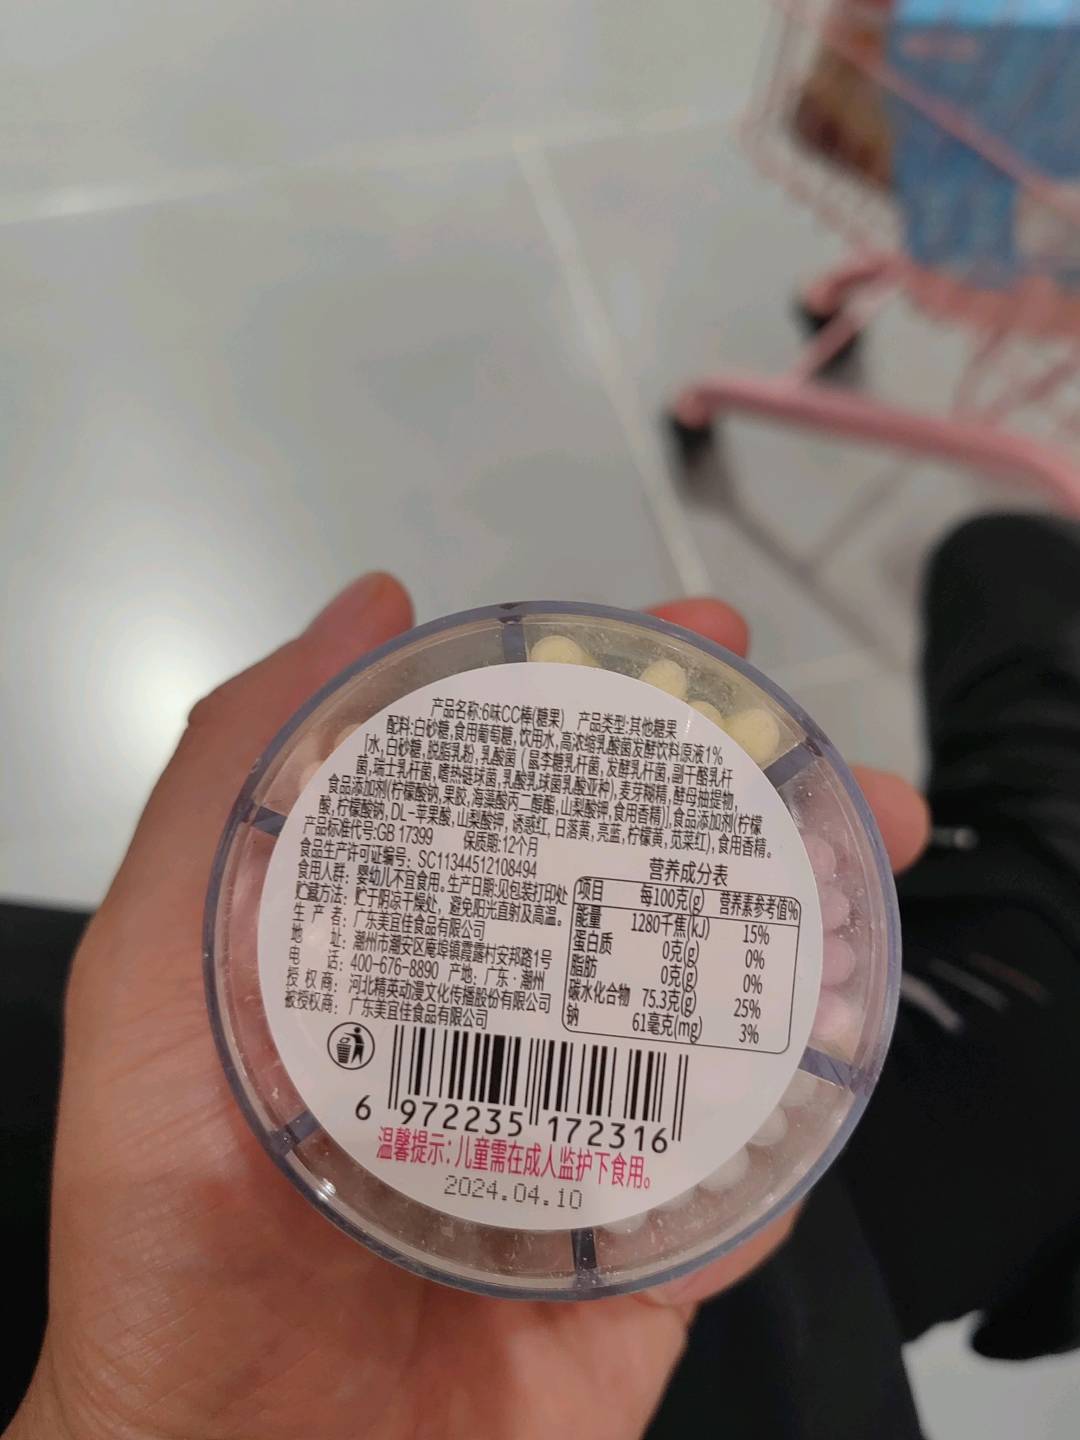 产品名称:6味CC棒(糖果) 产品类型:其他糖果
配料:白砂糖,食用葡萄糖,饮用水,高浓缩乳酸菌发酵饮料原液1%
[水,白砂糖,脱脂乳粉,乳酸菌(鼠李糖乳杆菌,发酵乳杆菌,副干酪乳杆
菌,瑞士乳杆菌,嗜热链球菌,乳酸乳球菌乳酸亚种),麦芽糊精,酵母抽提物,
食品添加剂(柠檬酸钠,果胶,海藻酸丙二醇酯,山梨酸钾,食用香精)],食品添加剂(柠檬
酸,柠檬酸钠,DL-苹果酸,山梨酸钾,诱惑红,日落黄,亮蓝,柠檬黄,苋菜红),食用香精。
产品标准代号:GB 17399 保质期:12个月
食品生产许可证编号: SC11344512108494
食用人群: 婴幼儿不宜食用。生产日期:见包装打印处
贮藏方法: 贮于阴凉干燥处, 避免阳光直射及高温。
生产者: 广东美宜佳食品有限公司
地址: 潮州市潮安区庵埠镇霞露村安邦路1号
电话: 400-676-8890 产地: 广东·潮州
授权商: 河北精英动漫文化传播股份有限公司
被授权商: 广东美宜佳食品有限公司
营养成分表
项目 每100克(g) 营养素参考值%
能量 1280千焦(kJ) 15%
蛋白质 0克(g) 0%
脂肪 0克(g) 0%
碳水化合物 75.3克(g) 25%
钠 61毫克(mg) 3%
6 972235 172316
温馨提示: 儿童需在成人监护下食用。
2024.04.10